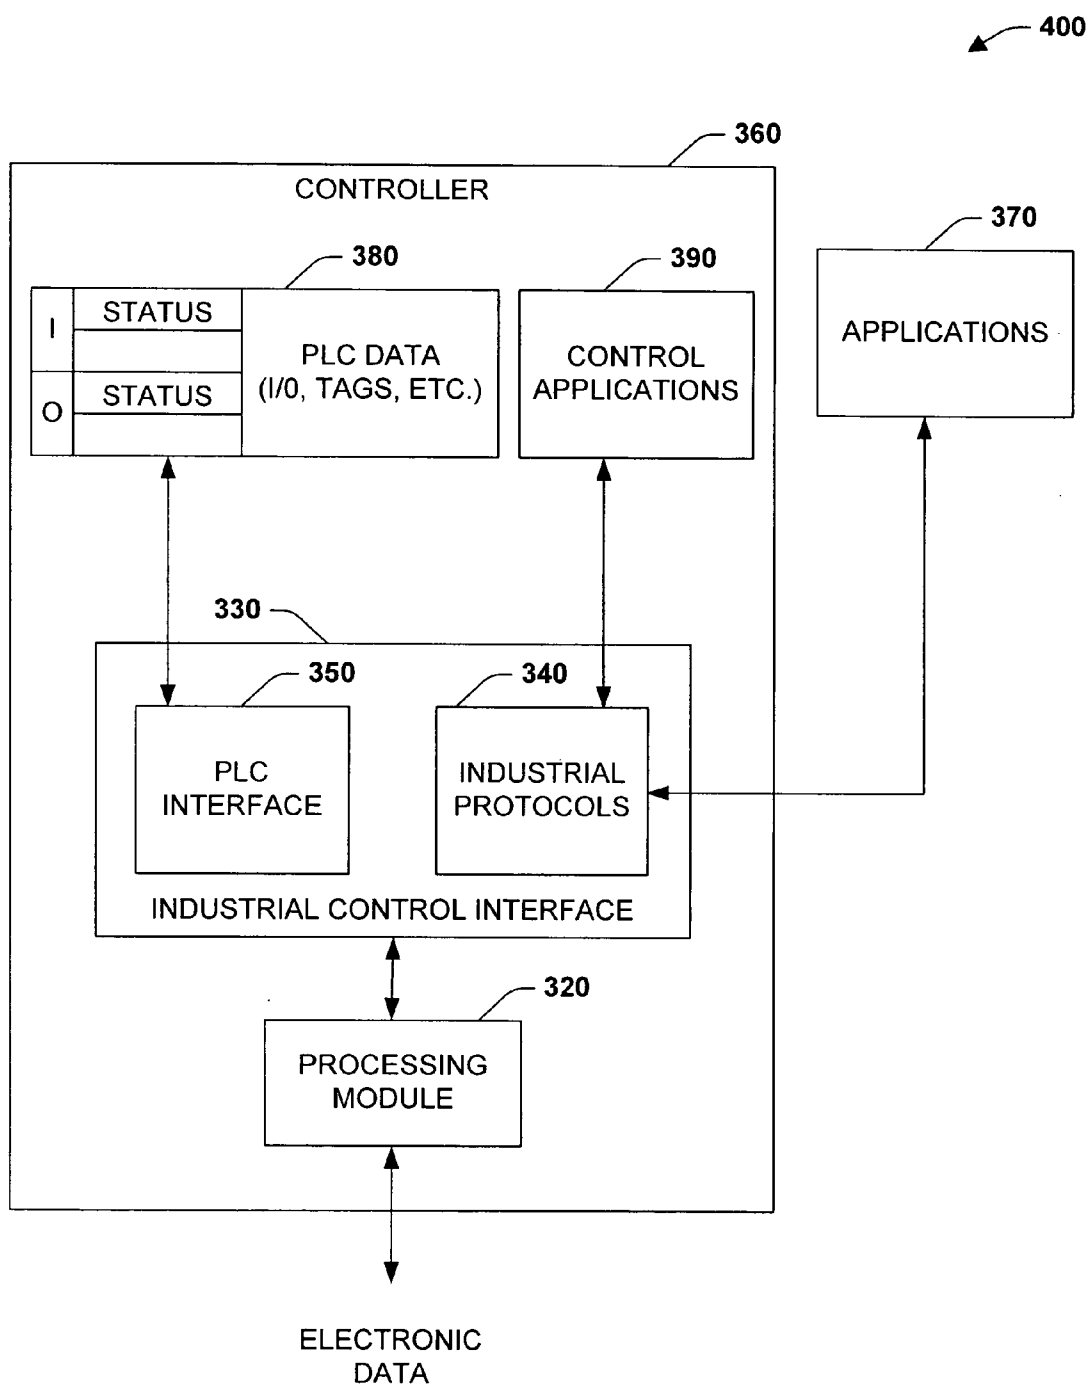 400
360
CONTROLLER
370
380
390
I
STATUS
O
STATUS
PLC DATA
(I/0, TAGS, ETC.)
CONTROL
APPLICATIONS
APPLICATIONS
330
350
340
PLC
INTERFACE
INDUSTRIAL
PROTOCOLS
INDUSTRIAL CONTROL INTERFACE
320
PROCESSING
MODULE
ELECTRONIC
DATA